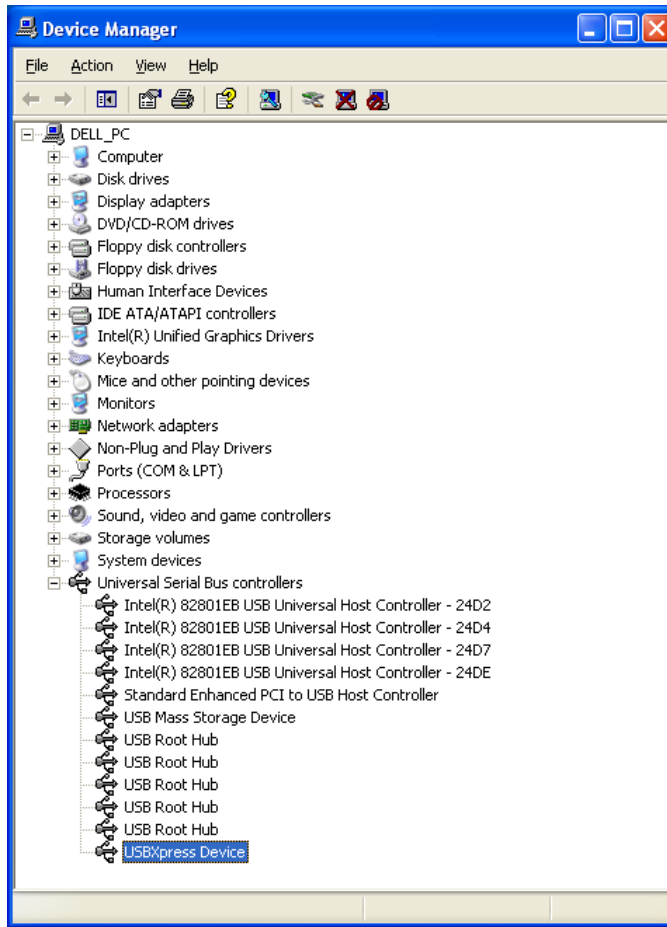 Device Manager
File Action View Help
DELL_PC
Computer
Disk drives
Display adapters
DVD/CD-ROM drives
Floppy disk controllers
Floppy disk drives
Human Interface Devices
IDE ATA/ATAPI controllers
Intel(R) Unified Graphics Drivers
Keyboards
Mice and other pointing devices
Monitors
Network adapters
Non-Plug and Play Drivers
Ports (COM & LPT)
Processors
Sound, video and game controllers
Storage volumes
System devices
Universal Serial Bus controllers
Intel(R) 82801EB USB Universal Host Controller - 24D2
Intel(R) 82801EB USB Universal Host Controller - 24D4
Intel(R) 82801EB USB Universal Host Controller - 24D7
Intel(R) 82801EB USB Universal Host Controller - 24DE
Standard Enhanced PCI to USB Host Controller
USB Mass Storage Device
USB Root Hub
USB Root Hub
USB Root Hub
USB Root Hub
USB Root Hub
USBXpress Device